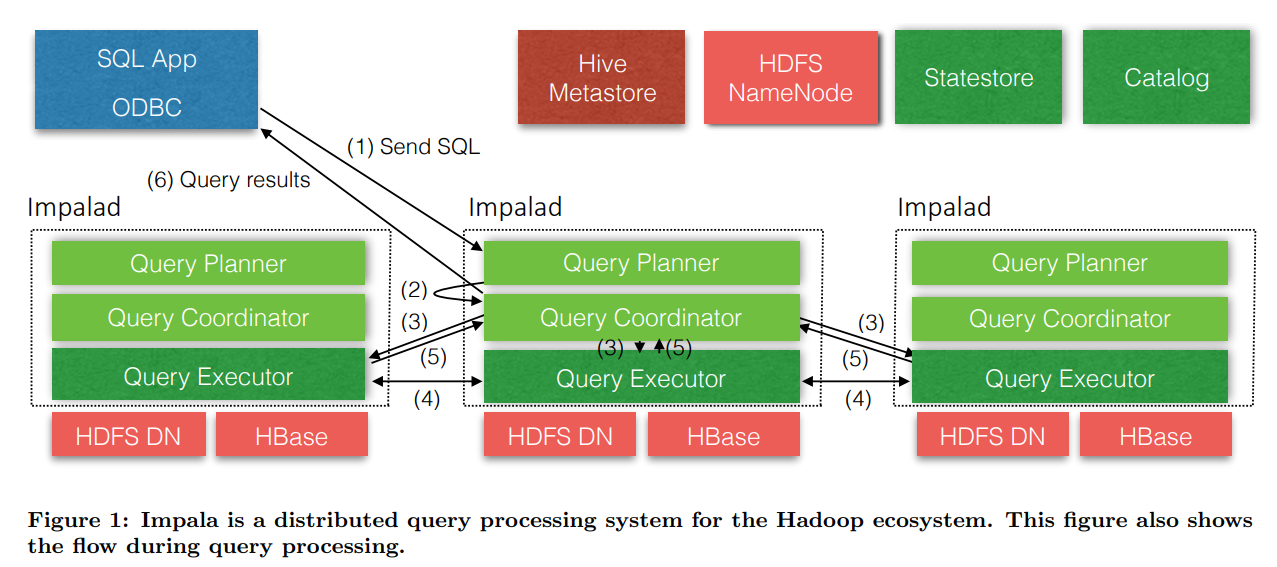 SQL App
ODBC
Hive
Metastore
HDFS
NameNode
Statestore
Catalog
(1) Send SQL
(6) Query results
Impalad
Impalad
Impalad
Query Planner
Query Planner
Query Planner
(2)
Query Coordinator
Query Coordinator
Query Coordinator
(3)
(3)
(3)
(5)
(5)
(5)
Query Executor
Query Executor
Query Executor
(4)
(4)
HDFS DN
HBase
HDFS DN
HBase
HDFS DN
HBase
Figure 1: Impala is a distributed query processing system for the Hadoop ecosystem. This figure also shows
the flow during query processing.